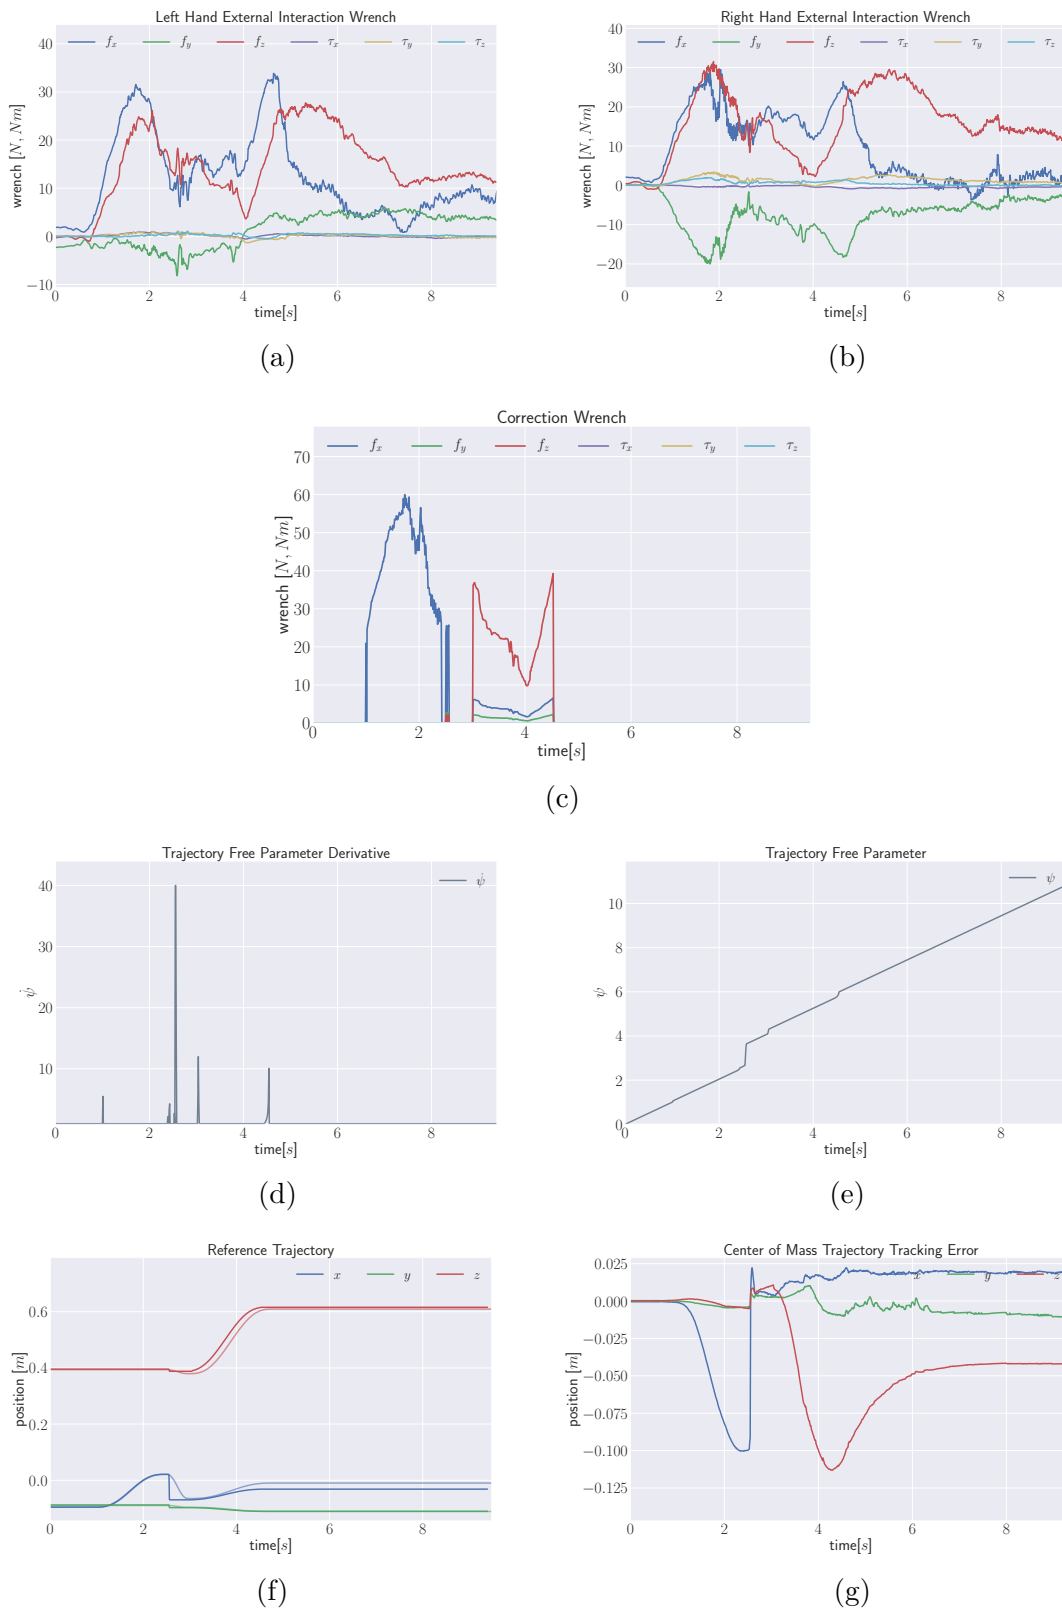 Left Hand External Interaction Wrench
f_x f_y f_z τ_x τ_y τ_z
40
30
20
10
0
−10
wrench [N, Nm]
0 2 4 6 8
time[s]
(a)
Right Hand External Interaction Wrench
f_x f_y f_z τ_x τ_y τ_z
40
30
20
10
0
−10
−20
wrench [N, Nm]
0 2 4 6 8
time[s]
(b)
Correction Wrench
f_x f_y f_z τ_x τ_y τ_z
70
60
50
40
30
20
10
0
wrench [N, Nm]
0 2 4 6 8
time[s]
(c)
Trajectory Free Parameter Derivative
ψ̇
40
30
20
10
ψ̇
0 2 4 6 8
time[s]
(d)
Trajectory Free Parameter
ψ
10
8
6
4
2
0
ψ
0 2 4 6 8
time[s]
(e)
Reference Trajectory
x y z
0.6
0.4
0.2
0.0
position [m]
0 2 4 6 8
time[s]
(f)
Center of Mass Trajectory Tracking Error
x y z
0.025
0.000
−0.025
−0.050
−0.075
−0.100
−0.125
position [m]
0 2 4 6 8
time[s]
(g)